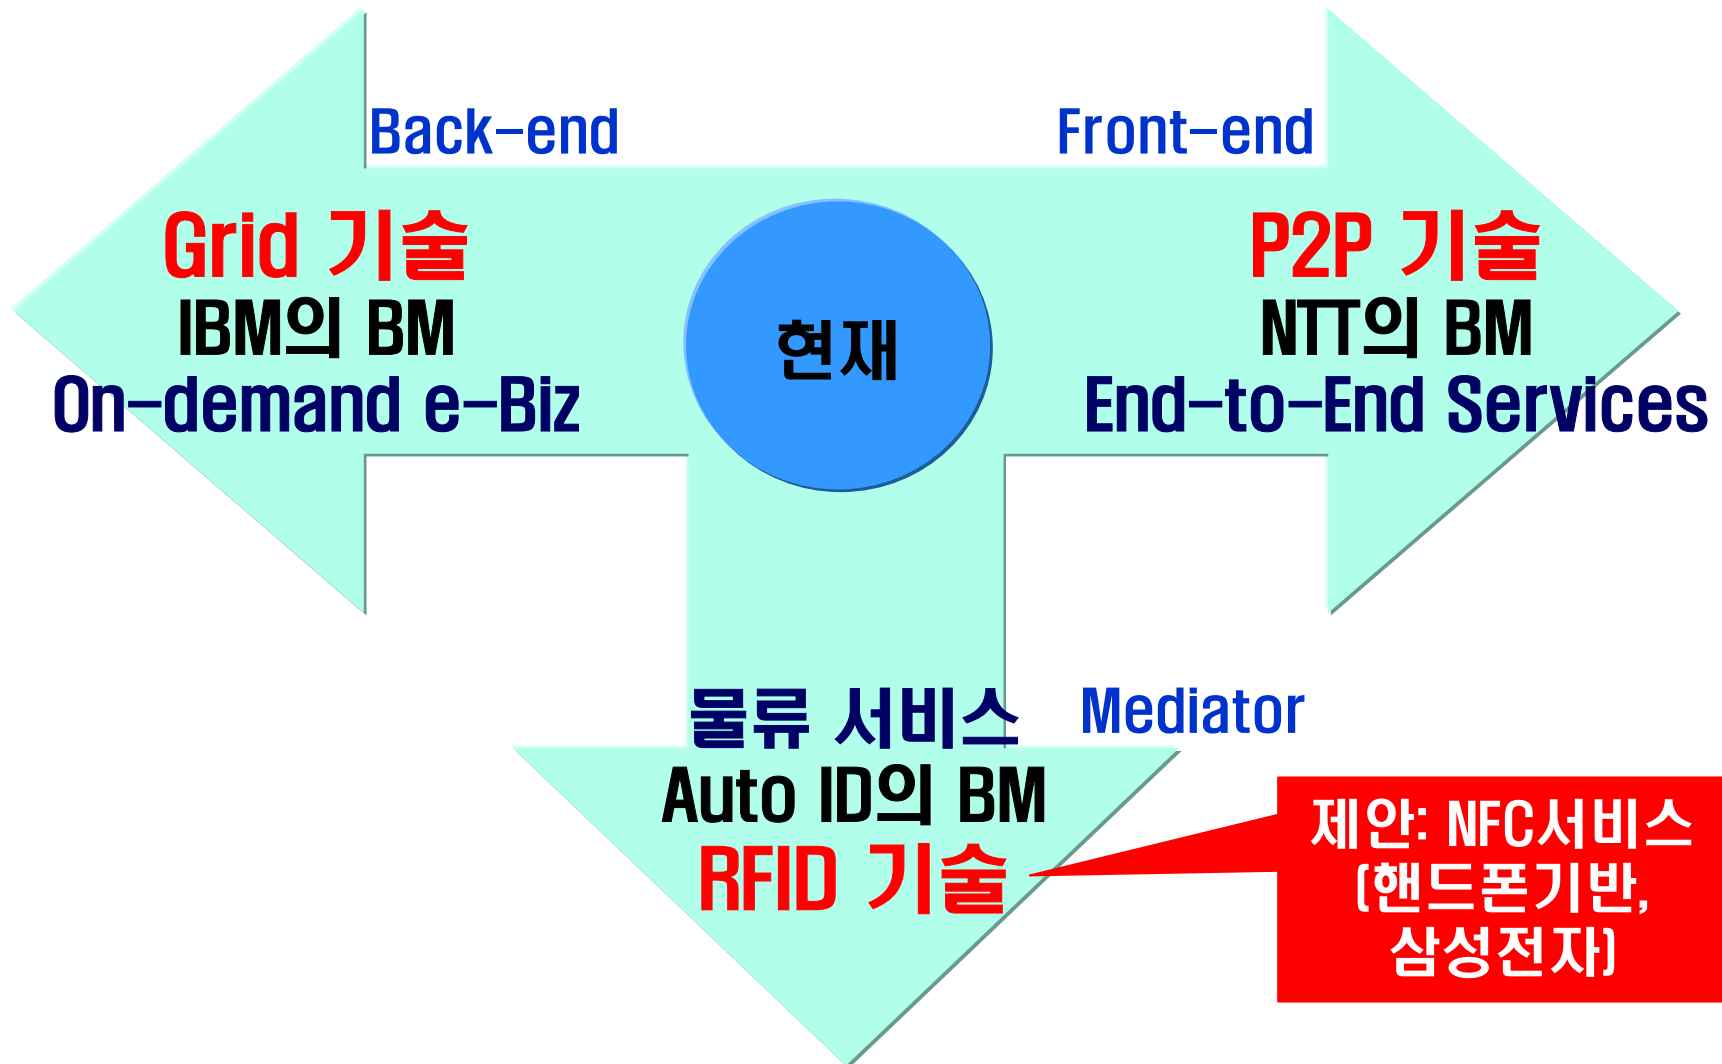 Back-end
Front-end
Grid 기술
IBM의 BM
On-demand e-Biz
현재
P2P 기술
NTT의 BM
End-to-End Services
물류 서비스
Auto ID의 BM
RFID 기술
Mediator
제안: NFC서비스
(핸드폰기반,
삼성전자)